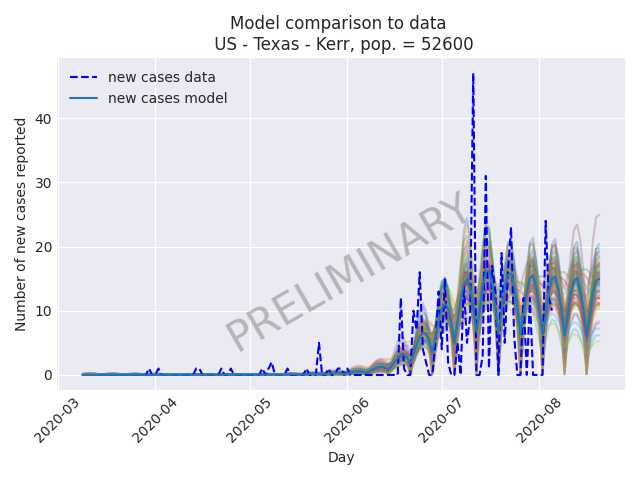 Model comparison to data
US - Texas - Kerr, pop. = 52600
new cases data
new cases model
Number of new cases reported
40
30
20
10
0
PRELIMINARY
2020-03
2020-04
2020-05
2020-06
2020-07
2020-08
Day